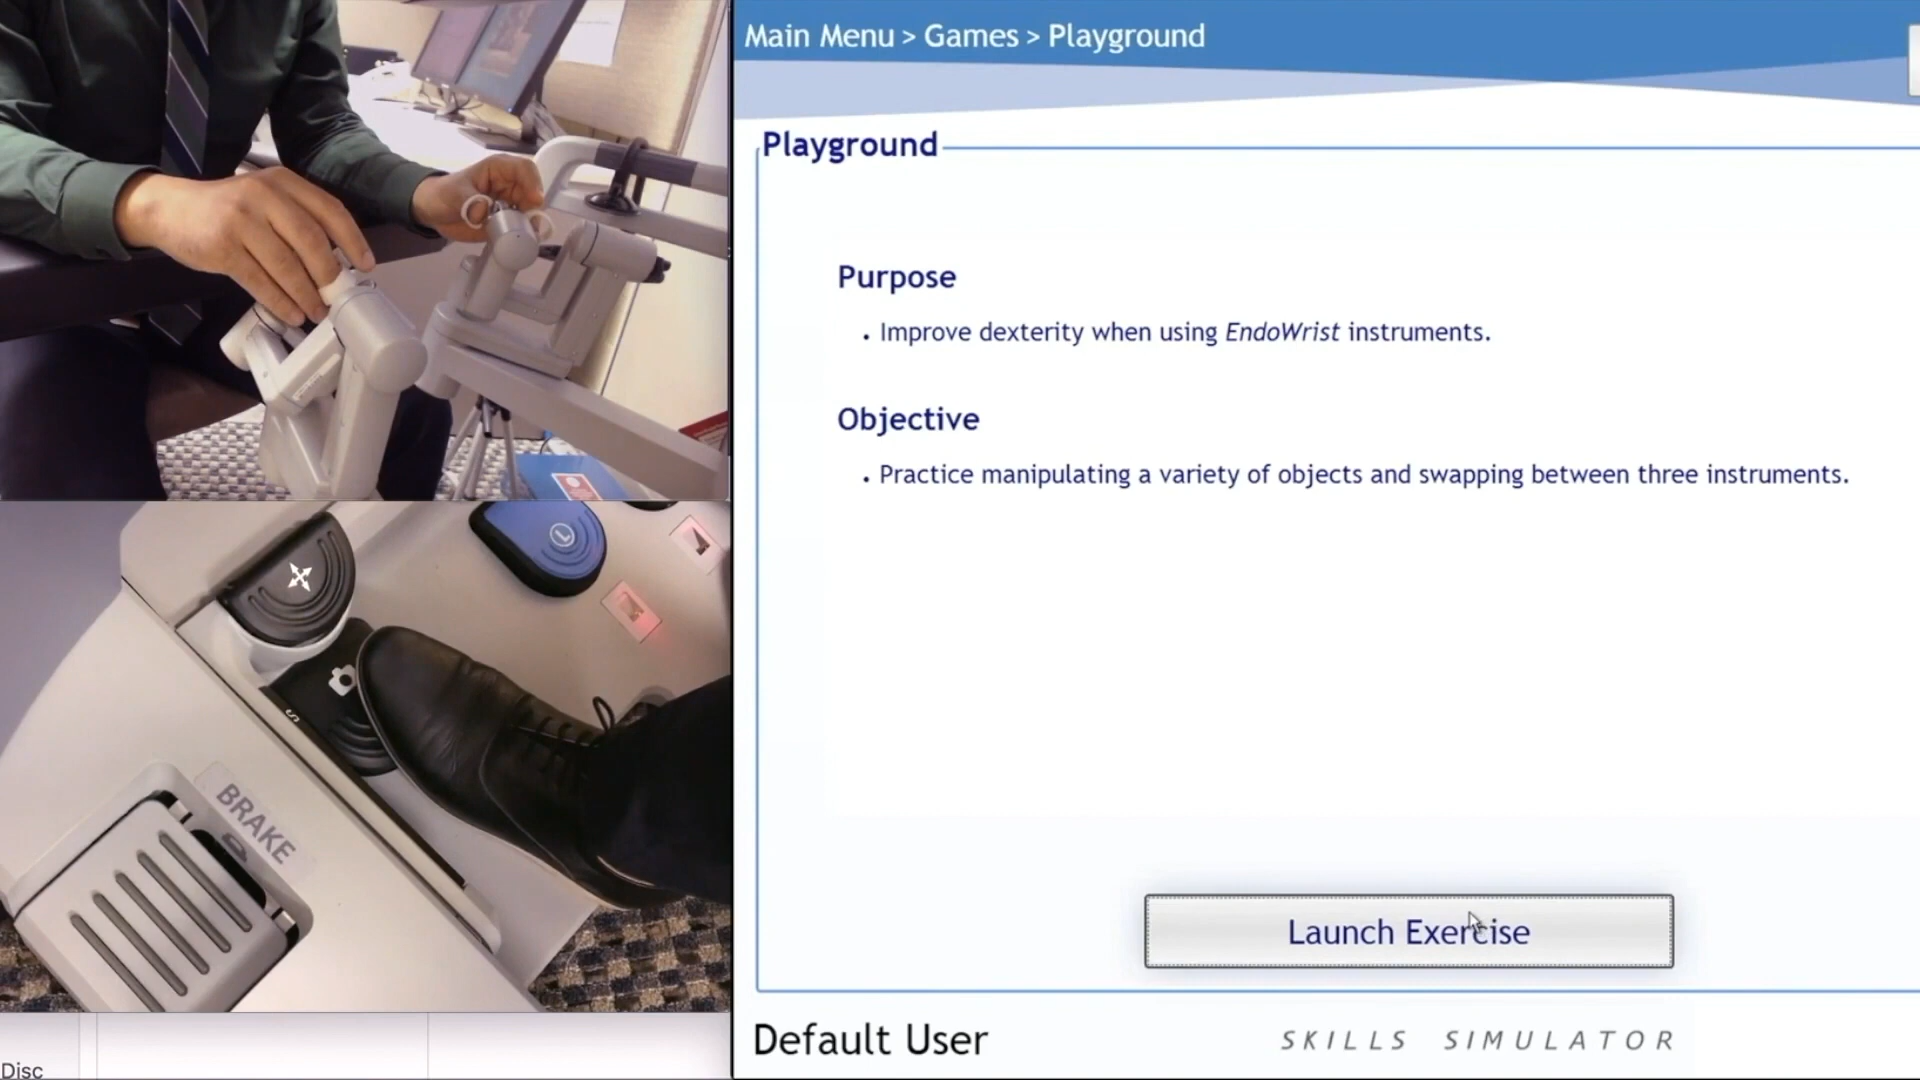 Main Menu > Games > Playground
Playground
Purpose
• Improve dexterity when using EndoWrist instruments.
Objective
• Practice manipulating a variety of objects and swapping between three instruments.
Launch Exercise
Default User
SKILLS SIMULATOR
L
BRAKE
Disc